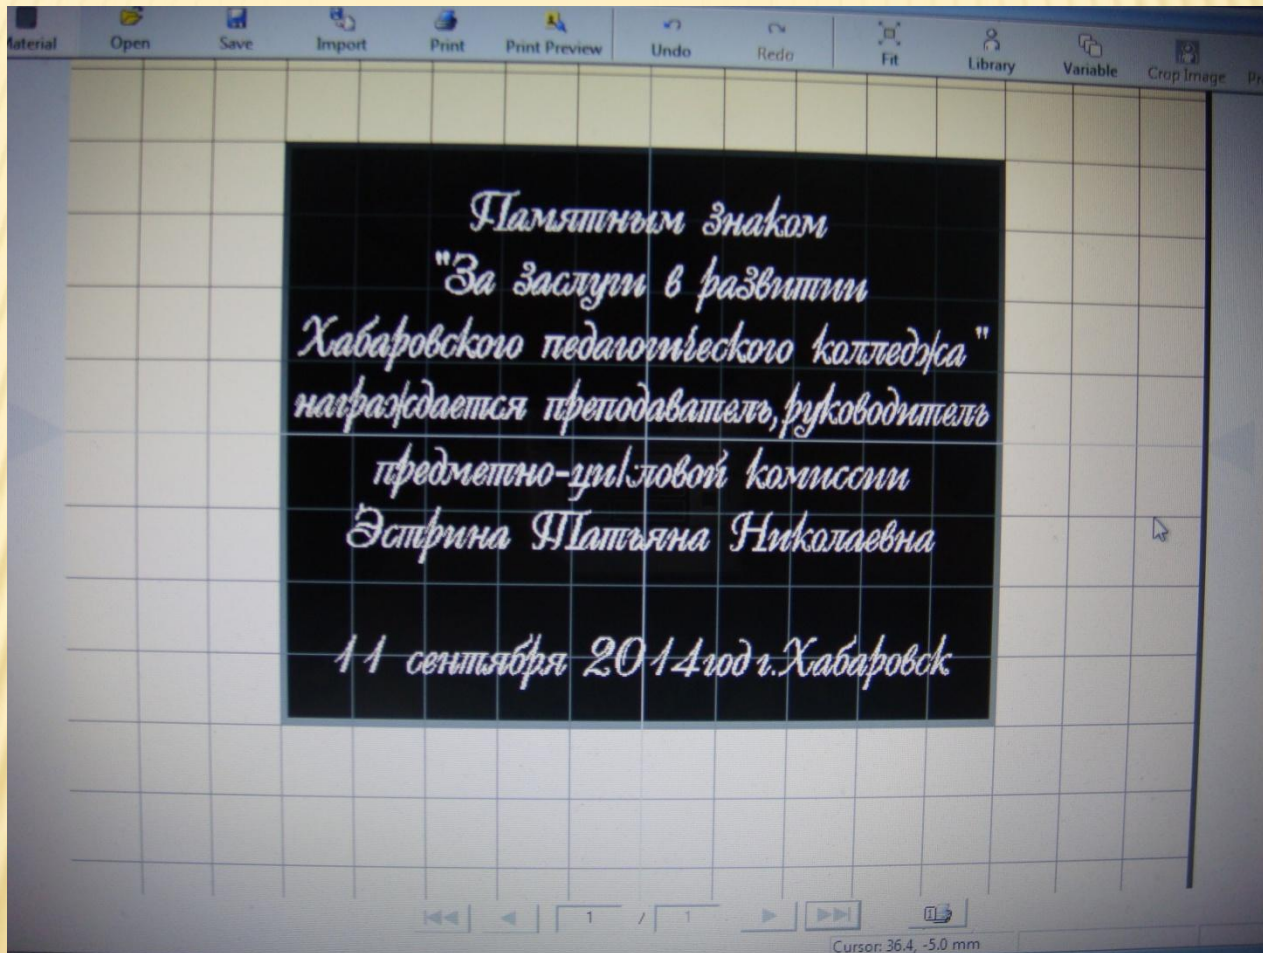 Material Open Save Import Print Print Preview Undo Redo Fit Library Variable Crop Image
Памятным знаком
"За заслуги в развитии
Хабаровского педагогического колледжа"
награждается преподаватель,руководитель
предметно-цикловой комиссии
Эстрина Татьяна Николаевна
11 сентября 2014год г.Хабаровск
1 / 1
Cursor: 36.4, -5.0 mm